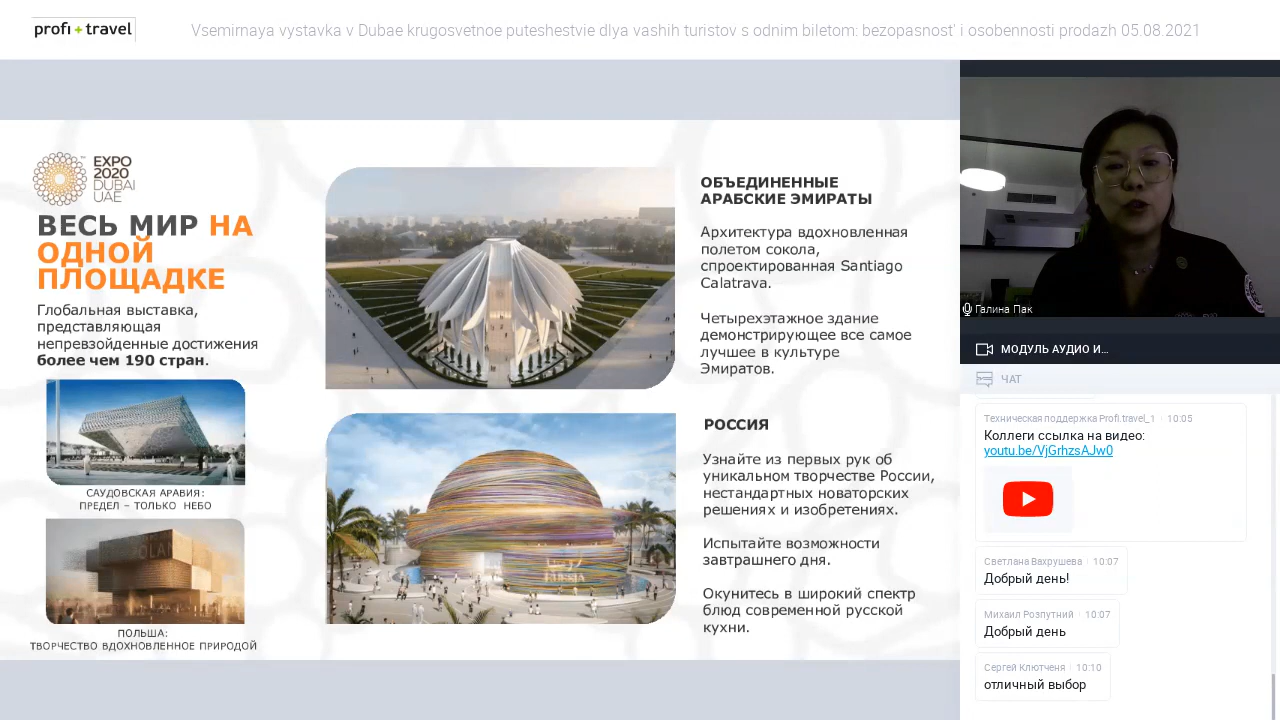 profi+travel
Vsemirnaya vystavka v Dubae krugosvetnoe puteshestvie dlya vashih turistov s odnim biletom: bezopasnost' i osobennosti prodazh 05.08.2021
EXPO
2020
DUBAI
UAE
ВЕСЬ МИР НА
ОДНОЙ
ПЛОЩАДКЕ
Глобальная выставка,
представляющая
непревзойденные достижения
более чем 190 стран.
САУДОВСКАЯ АРАВИЯ:
ПРЕДЕЛ – ТОЛЬКО НЕБО
POLAN
ПОЛЬША:
ТВОРЧЕСТВО ВДОХНОВЛЕННОЕ ПРИРОДОЙ
ОБЪЕДИНЕННЫЕ
АРАБСКИЕ ЭМИРАТЫ
Архитектура вдохновленная
полетом сокола,
спроектированная Santiago
Calatrava.
Четырехэтажное здание
демонстрирующее все самое
лучшее в культуре
Эмиратов.
РОССИЯ
Узнайте из первых рук об
уникальном творчестве России,
нестандартных новаторских
решениях и изобретениях.
Испытайте возможности
завтрашнего дня.
Окунитесь в широкий спектр
блюд современной русской
кухни.
RUSSIA
Галина Пак
МОДУЛЬ АУДИО И...
ЧАТ
Техническая поддержка Profi.travel_1 10:05
Коллеги ссылка на видео:
youtu.be/VjGrhzsAJw0
Светлана Вахрушева 10:07
Добрый день!
Михаил Розпутний 10:07
Добрый день
Сергей Клютченя 10:10
отличный выбор